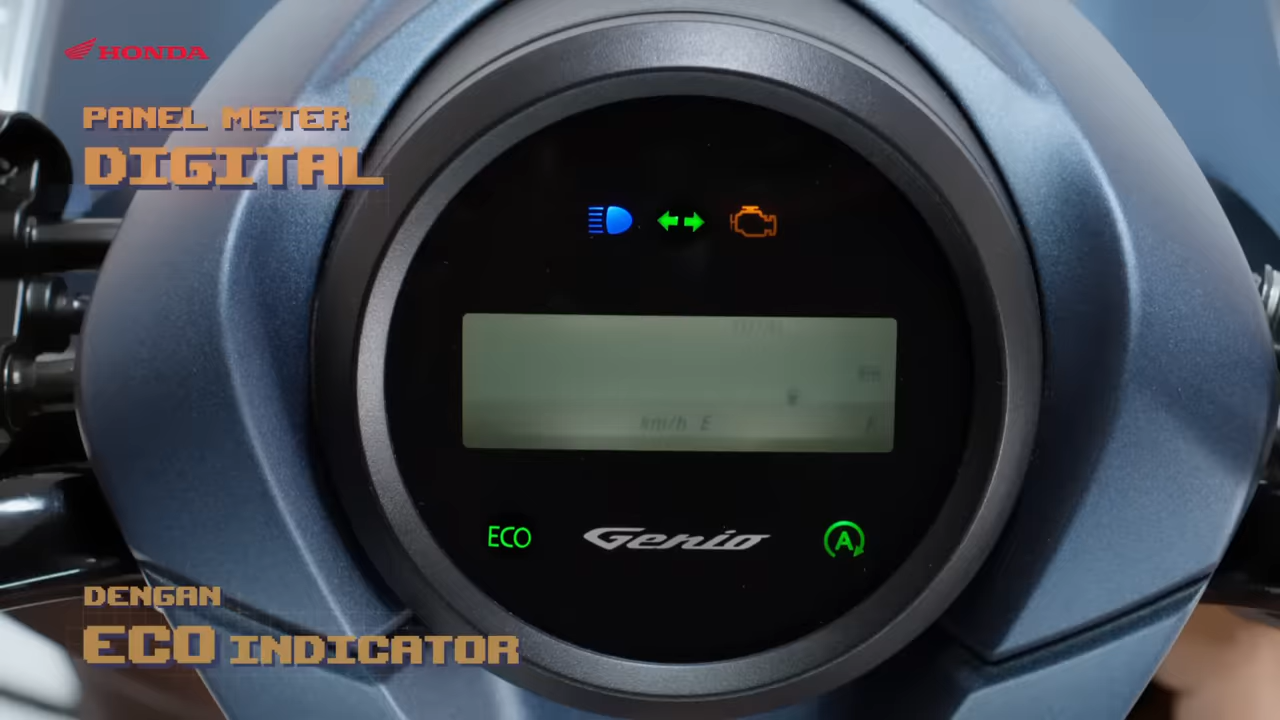 HONDA
PANEL METER
DIGITAL
km/h E
ECO
Genio
A
DENGAN
ECO INDICATOR